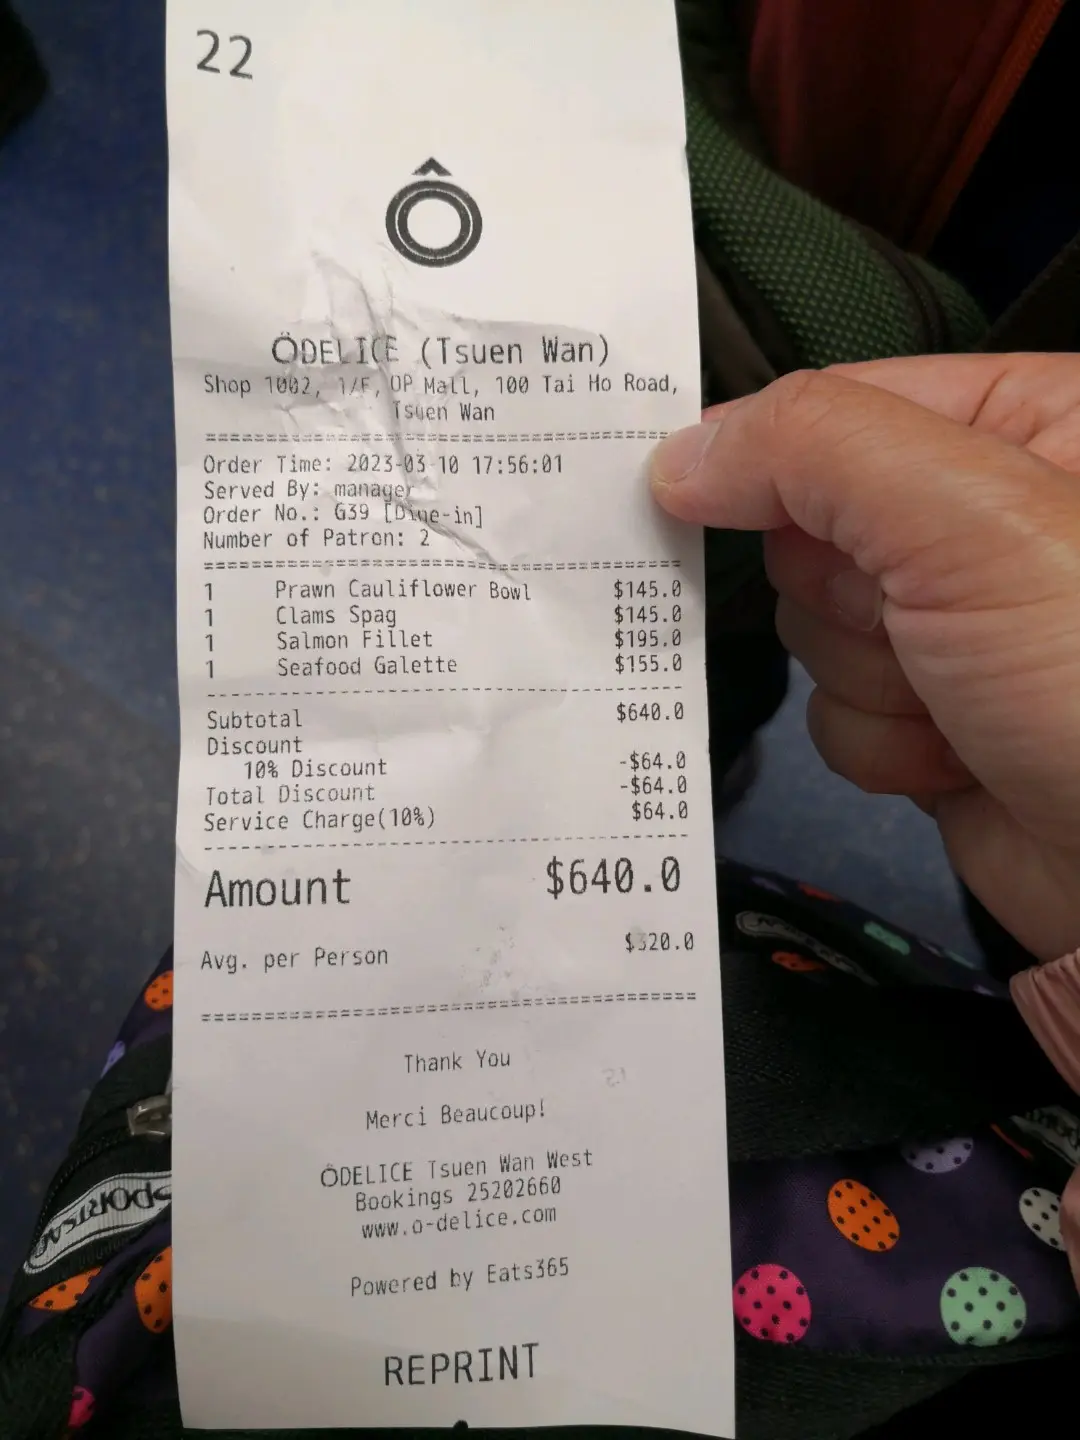 22
Ô
ÔDELICE (Tsuen Wan)
Shop 1002, 1/F, OP Mall, 100 Tai Ho Road,
Tsuen Wan
Order Time: 2023-03-10 17:56:01
Served By: manager
Order No.: G39 [Dine-in]
Number of Patron: 2
1 Prawn Cauliflower Bowl $145.0
1 Clams Spag $145.0
1 Salmon Fillet $195.0
1 Seafood Galette $155.0
Subtotal $640.0
Discount
10% Discount -$64.0
Total Discount -$64.0
Service Charge(10%) $64.0
Amount $640.0
Avg. per Person $320.0
Thank You
Merci Beaucoup!
ÔDELICE Tsuen Wan West
Bookings 25202660
www.o-delice.com
Powered by Eats365
REPRINT